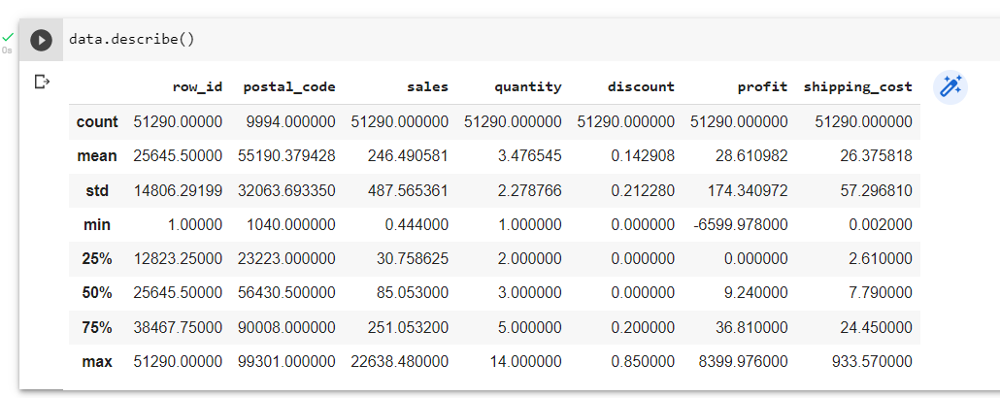 data.describe()
0s
row_id postal_code sales quantity discount profit shipping_cost
count 51290.00000 9994.000000 51290.000000 51290.000000 51290.000000 51290.000000 51290.000000
mean 25645.50000 55190.379428 246.490581 3.476545 0.142908 28.610982 26.375818
std 14806.29199 32063.693350 487.565361 2.278766 0.212280 174.340972 57.296810
min 1.00000 1040.000000 0.444000 1.000000 0.000000 -6599.978000 0.002000
25% 12823.25000 23223.000000 30.758625 2.000000 0.000000 0.000000 2.610000
50% 25645.50000 56430.500000 85.053000 3.000000 0.000000 9.240000 7.790000
75% 38467.75000 90008.000000 251.053200 5.000000 0.200000 36.810000 24.450000
max 51290.00000 99301.000000 22638.480000 14.000000 0.850000 8399.976000 933.570000